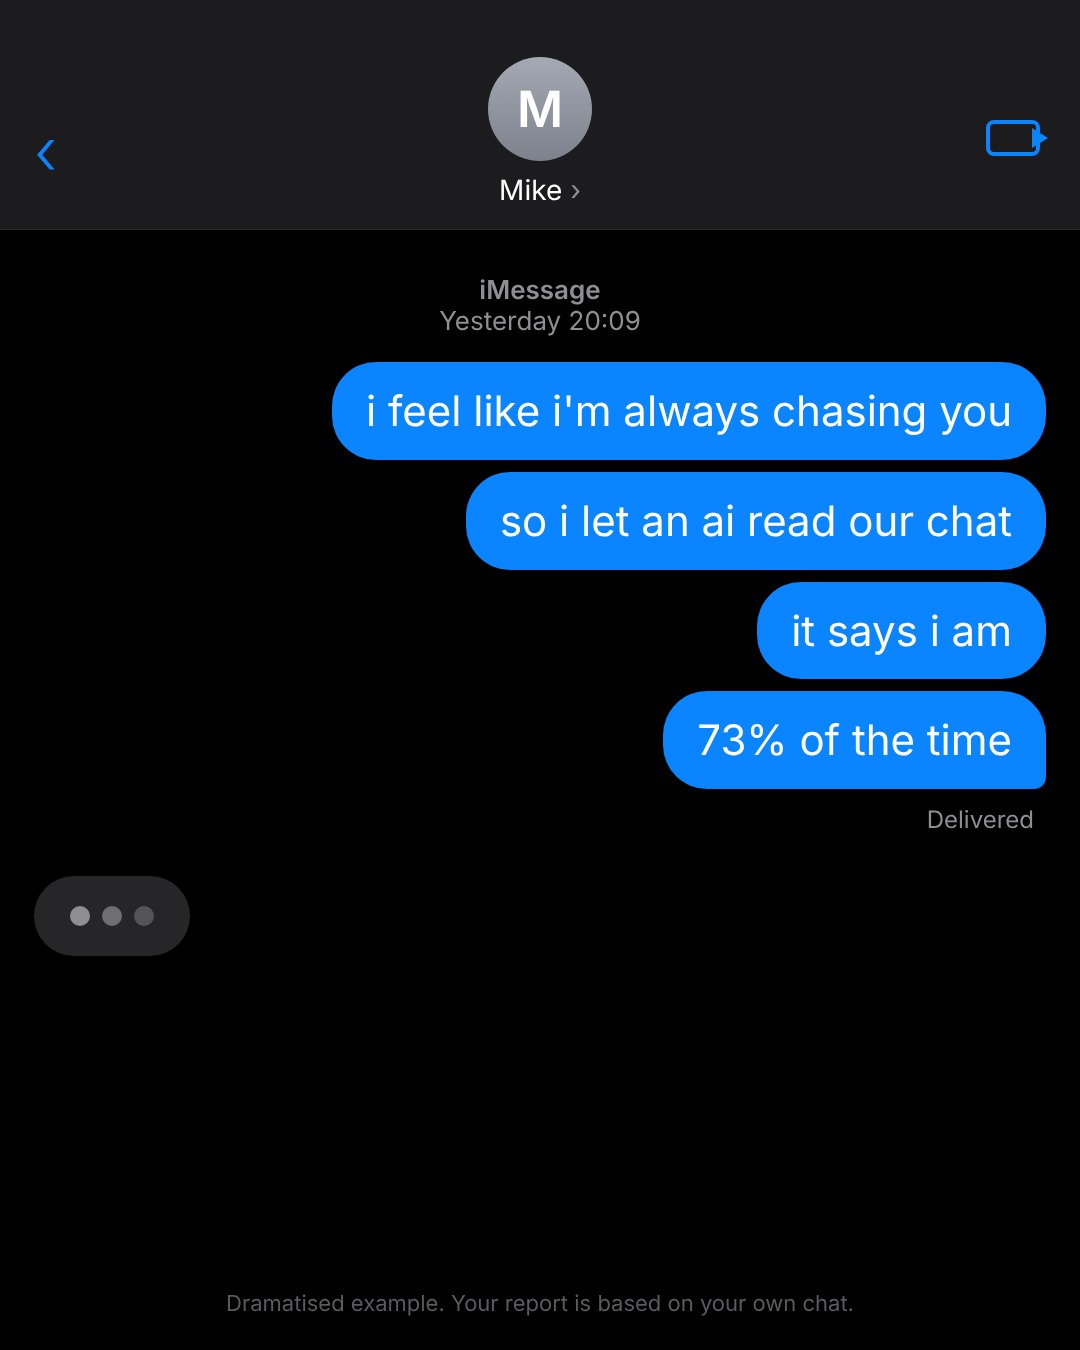 M
Mike ›
iMessage
Yesterday 20:09
i feel like i'm always chasing you
so i let an ai read our chat
it says i am
73% of the time
Delivered
Dramatised example. Your report is based on your own chat.